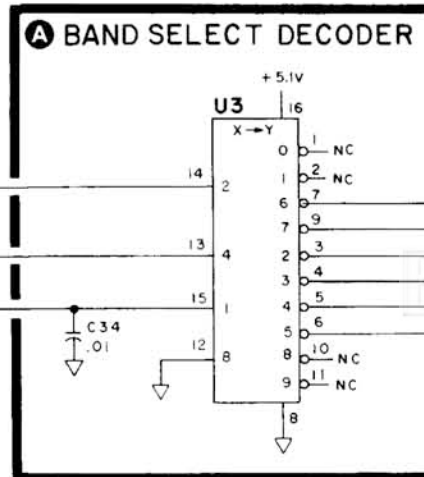 A BAND SELECT DECODER
+5.1V
U3
16
X→Y
0 1 NC
1 2 NC
14 2
6 7
7 9
13 4
2 3
3 4
15 1
4 5
C34
.01
5 6
12 8
8 10 NC
9 11 NC
8